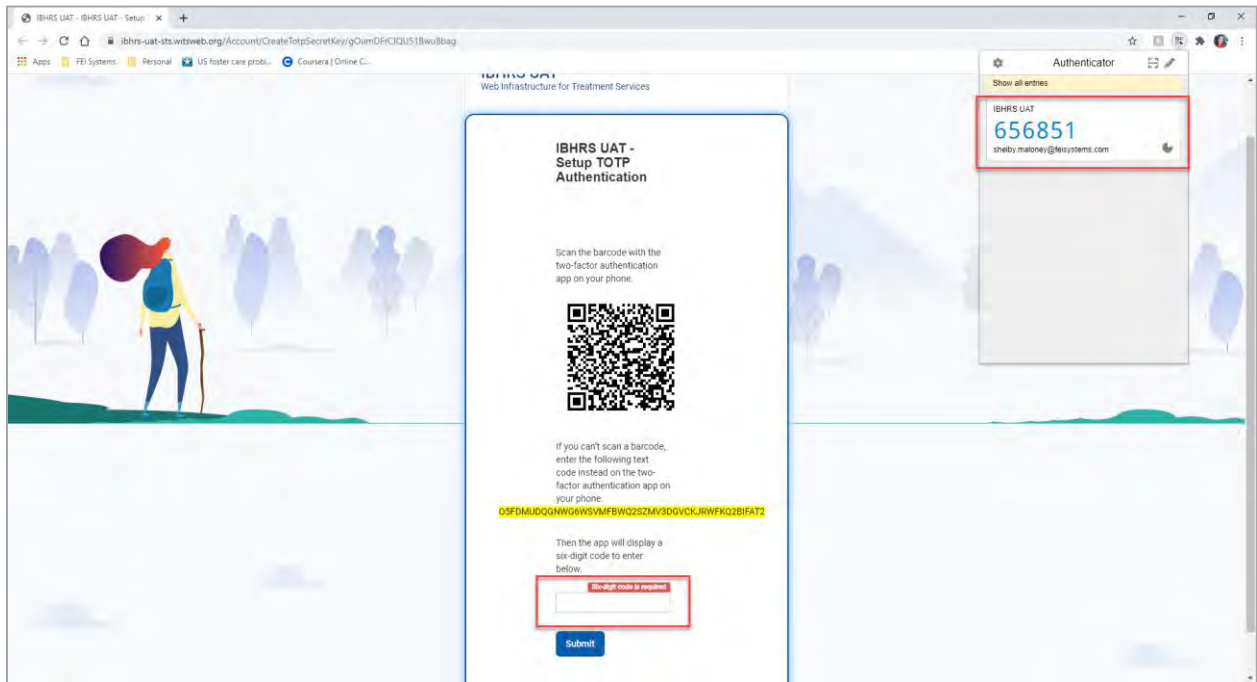 IBHRS UAT - IBHRS UAT - Setup
ibhrs-uat-sts.witsweb.org/Account/CreateTotpSecretKey/
Apps FEI Systems Personal US foster care probl... Coursera | Online C...
Authenticator
Show all entries
IBHRS UAT
656851
shelby.maloney@feisystems.com
IBHRS UAT
Web Infrastructure for Treatment Services
IBHRS UAT -
Setup TOTP
Authentication
Scan the barcode with the
two-factor authentication
app on your phone.
If you can't scan a barcode,
enter the following text
code instead on the two-
factor authentication app on
your phone.
O5FDMUDQGNWG6WSVMFBWQ2SZMV3DGVCKJRWFKQ2BIFAT2
Then the app will display a
six-digit code to enter
below.
Six-digit code is required
Submit